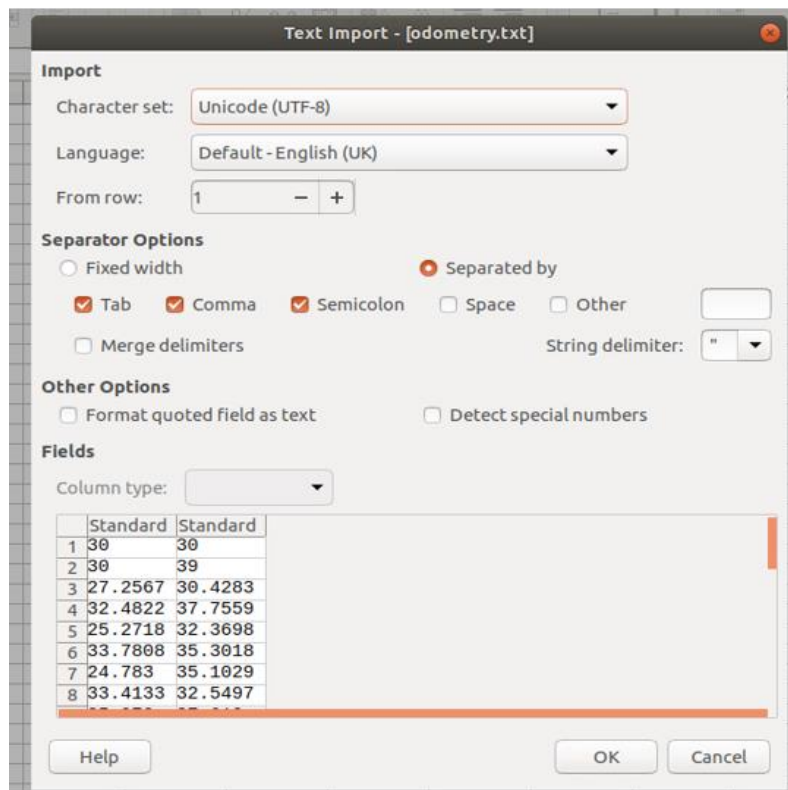 Text Import - [odometry.txt]
Import
Character set: Unicode (UTF-8)
Language: Default - English (UK)
From row: 1 − +
Separator Options
Fixed width Separated by
Tab Comma Semicolon Space Other
Merge delimiters String delimiter: "
Other Options
Format quoted field as text Detect special numbers
Fields
Column type:
Standard Standard
1 30 30
2 30 39
3 27.2567 30.4283
4 32.4822 37.7559
5 25.2718 32.3698
6 33.7808 35.3018
7 24.783 35.1029
8 33.4133 32.5497
Help OK Cancel